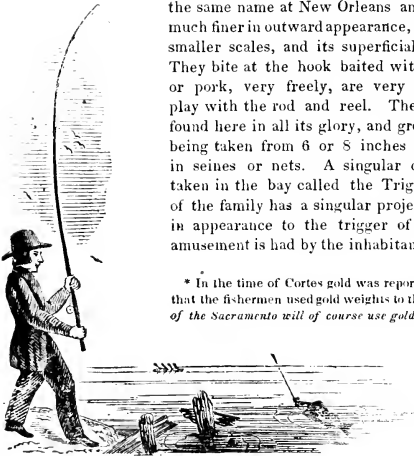 the same name at New Orleans an
much finer in outward appearance,
smaller scales, and its superficial
They bite at the hook baited wit
or pork, very freely, are very
play with the rod and reel. The
found here in all its glory, and gr
being taken from 6 or 8 inches
in seines or nets. A singular
taken in the bay called the Trig
of the family has a singular proje
in appearance to the trigger of
amusement is had by the inhabitan
* In the time of Cortes gold was repor
that the fishermen used gold weights to t
of the Sacramento will of course use gold